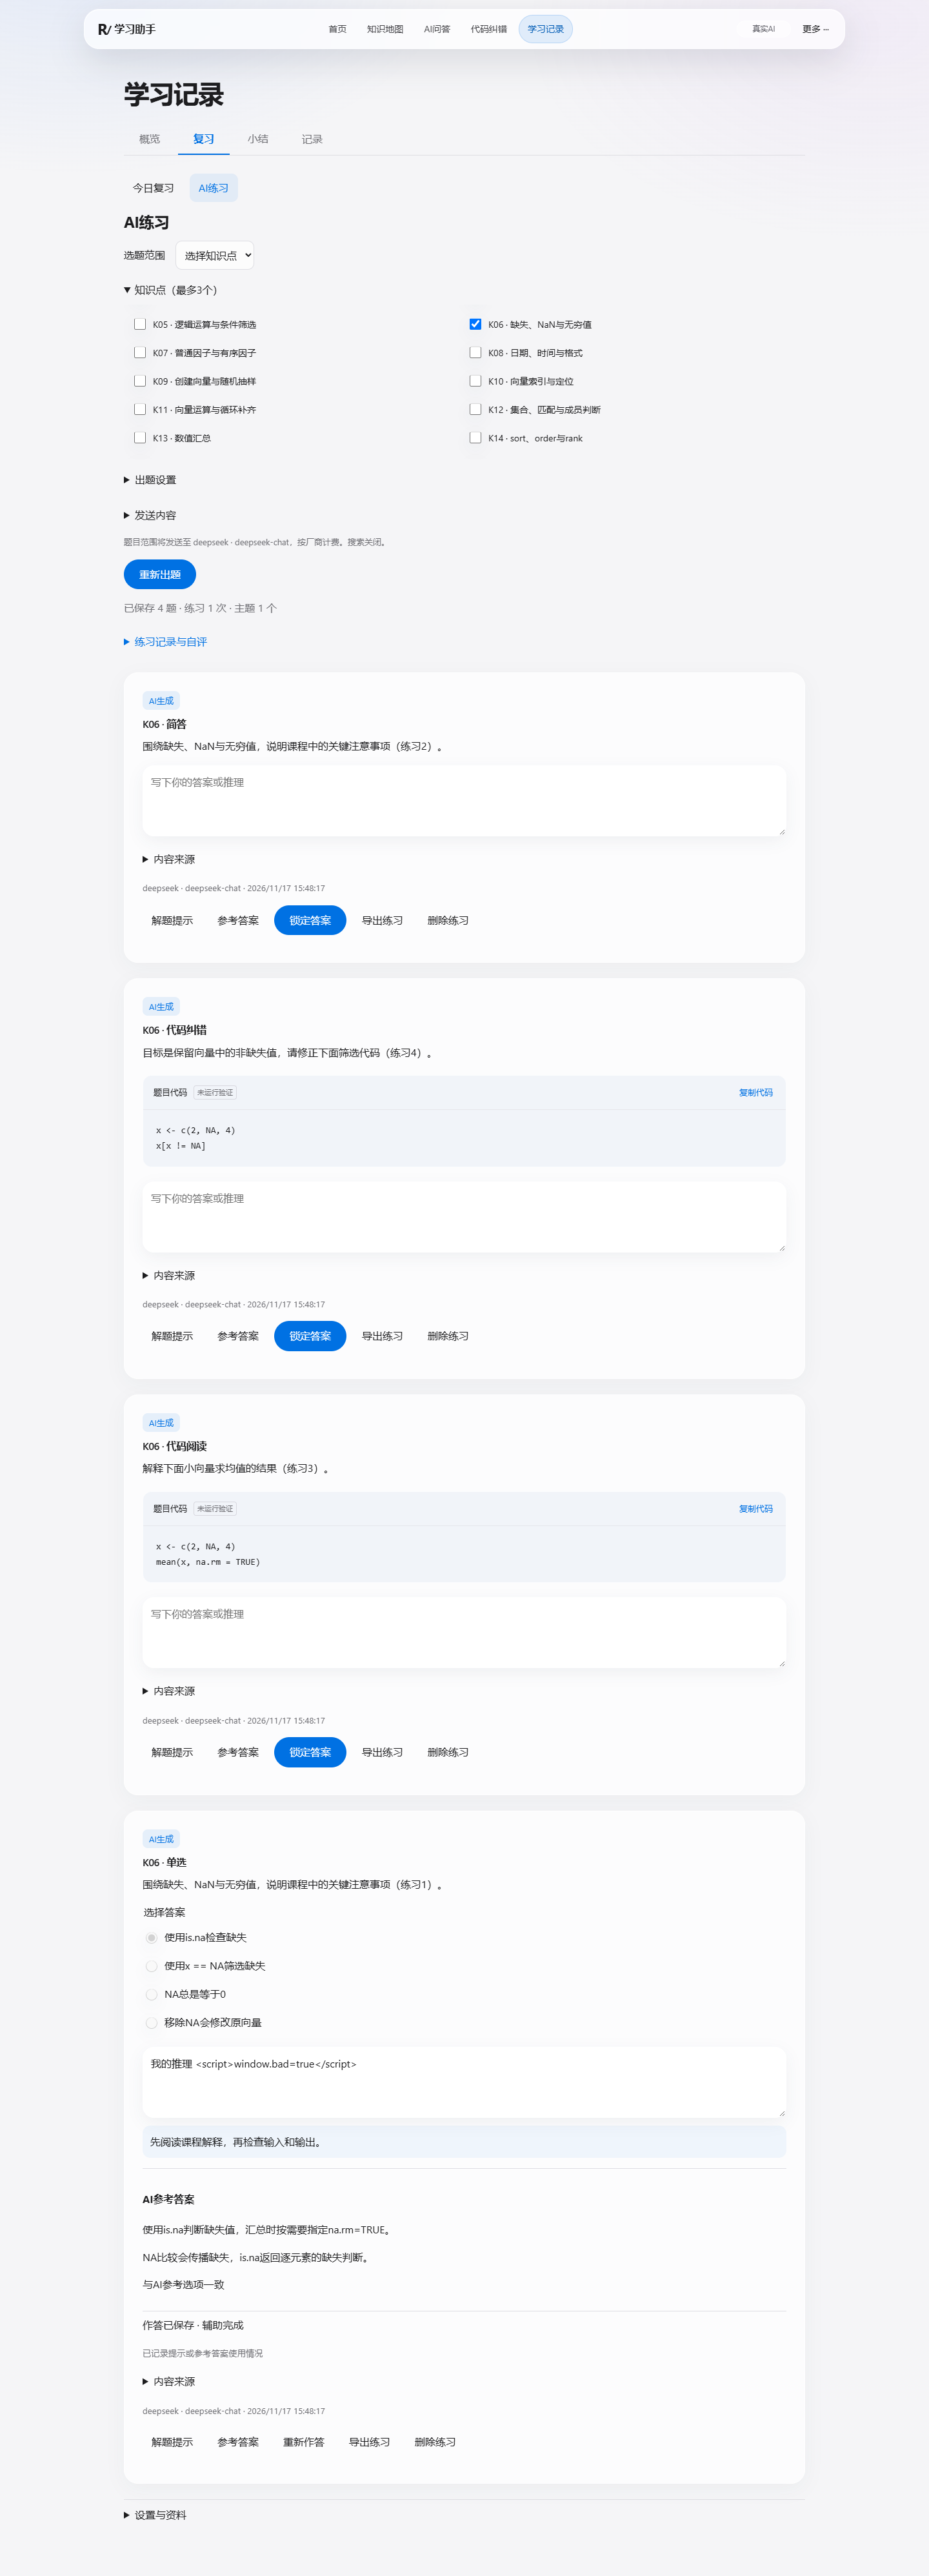 R/ 学习助手 首页 知识地图 AI问答 代码纠错 学习记录 真实AI 更多 ···
学习记录
概览 复习 小结 记录
今日复习 AI练习
AI练习
选题范围 选择知识点
▼ 知识点（最多3个）
K05 · 逻辑运算与条件筛选 K06 · 缺失、NaN与无穷值
K07 · 普通因子与有序因子 K08 · 日期、时间与格式
K09 · 创建向量与随机抽样 K10 · 向量索引与定位
K11 · 向量运算与循环补齐 K12 · 集合、匹配与成员判断
K13 · 数值汇总 K14 · sort、order与rank
▶ 出题设置
▶ 发送内容
题目范围将发送至 deepseek · deepseek-chat，按厂商计费。搜索关闭。
重新出题
已保存 4 题 · 练习 1 次 · 主题 1 个
▶ 练习记录与自评
AI生成
K06 · 简答
围绕缺失、NaN与无穷值，说明课程中的关键注意事项（练习2）。
写下你的答案或推理
▶ 内容来源
deepseek · deepseek-chat · 2026/11/17 15:48:17
解题提示 参考答案 锁定答案 导出练习 删除练习
AI生成
K06 · 代码纠错
目标是保留向量中的非缺失值，请修正下面筛选代码（练习4）。
题目代码 未运行验证 复制代码
x <- c(2, NA, 4)
x[x != NA]
写下你的答案或推理
▶ 内容来源
deepseek · deepseek-chat · 2026/11/17 15:48:17
解题提示 参考答案 锁定答案 导出练习 删除练习
AI生成
K06 · 代码阅读
解释下面小向量求均值的结果（练习3）。
题目代码 未运行验证 复制代码
x <- c(2, NA, 4)
mean(x, na.rm = TRUE)
写下你的答案或推理
▶ 内容来源
deepseek · deepseek-chat · 2026/11/17 15:48:17
解题提示 参考答案 锁定答案 导出练习 删除练习
AI生成
K06 · 单选
围绕缺失、NaN与无穷值，说明课程中的关键注意事项（练习1）。
选择答案
使用is.na检查缺失
使用x == NA筛选缺失
NA总是等于0
移除NA会修改原向量
我的推理 <script>window.bad=true</script>
先阅读课程解释，再检查输入和输出。
AI参考答案
使用is.na判断缺失值，汇总时按需要指定na.rm=TRUE。
NA比较会传播缺失，is.na返回逐元素的缺失判断。
与AI参考选项一致
作答已保存 · 辅助完成
已记录提示或参考答案使用情况
▶ 内容来源
deepseek · deepseek-chat · 2026/11/17 15:48:17
解题提示 参考答案 重新作答 导出练习 删除练习
▶ 设置与资料